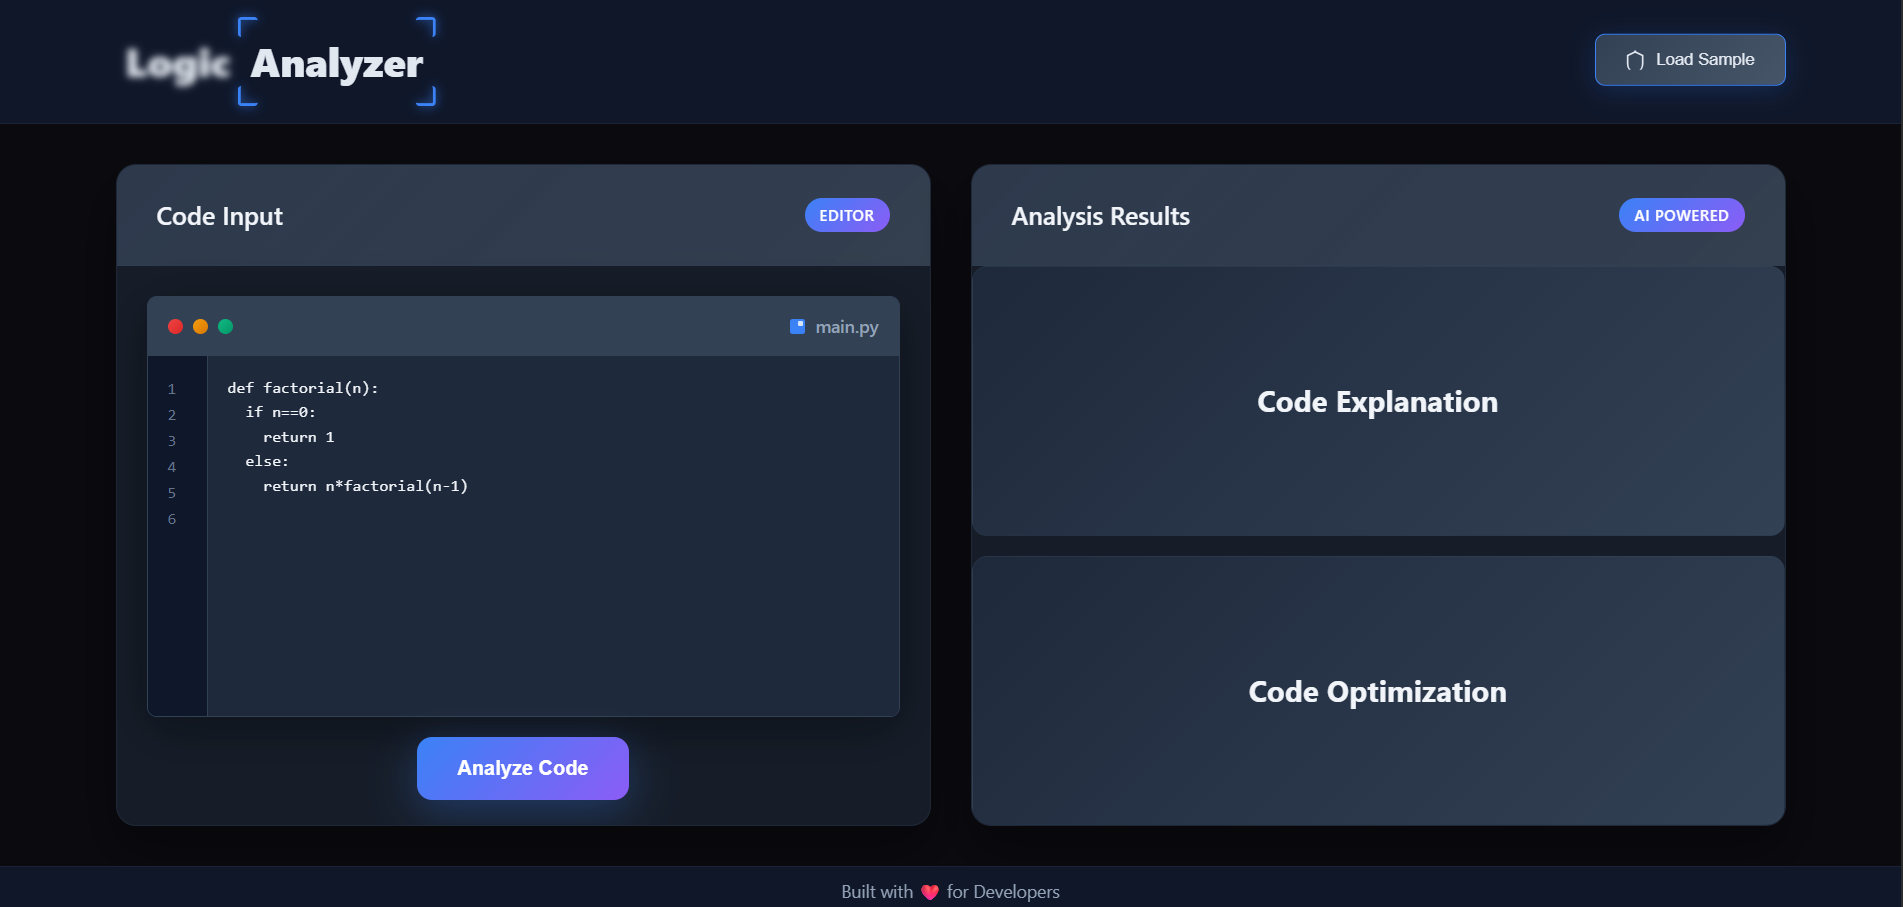 Logic Analyzer
Load Sample
Code Input
EDITOR
main.py
1
2
3
4
5
6
def factorial(n):
  if n==0:
    return 1
  else:
    return n*factorial(n-1)
Analyze Code
Analysis Results
AI POWERED
Code Explanation
Code Optimization
Built with ❤️ for Developers